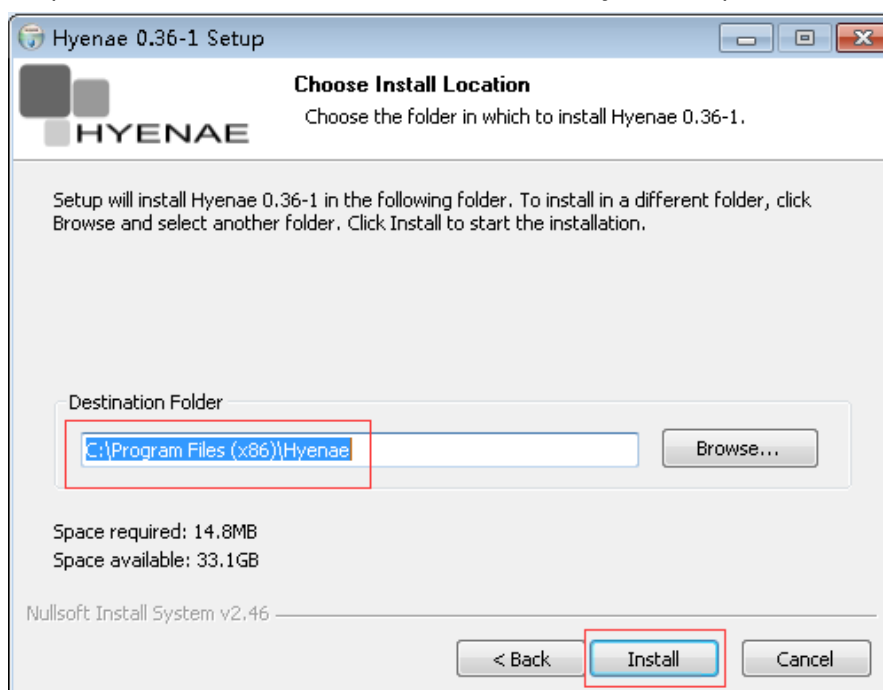 Hyenae 0.36-1 Setup
HYENAE
Choose Install Location
Choose the folder in which to install Hyenae 0.36-1.
Setup will install Hyenae 0.36-1 in the following folder. To install in a different folder, click
Browse and select another folder. Click Install to start the installation.
Destination Folder
C:\Program Files (x86)\Hyenae
Browse...
Space required: 14.8MB
Space available: 33.1GB
Nullsoft Install System v2.46
< Back
Install
Cancel